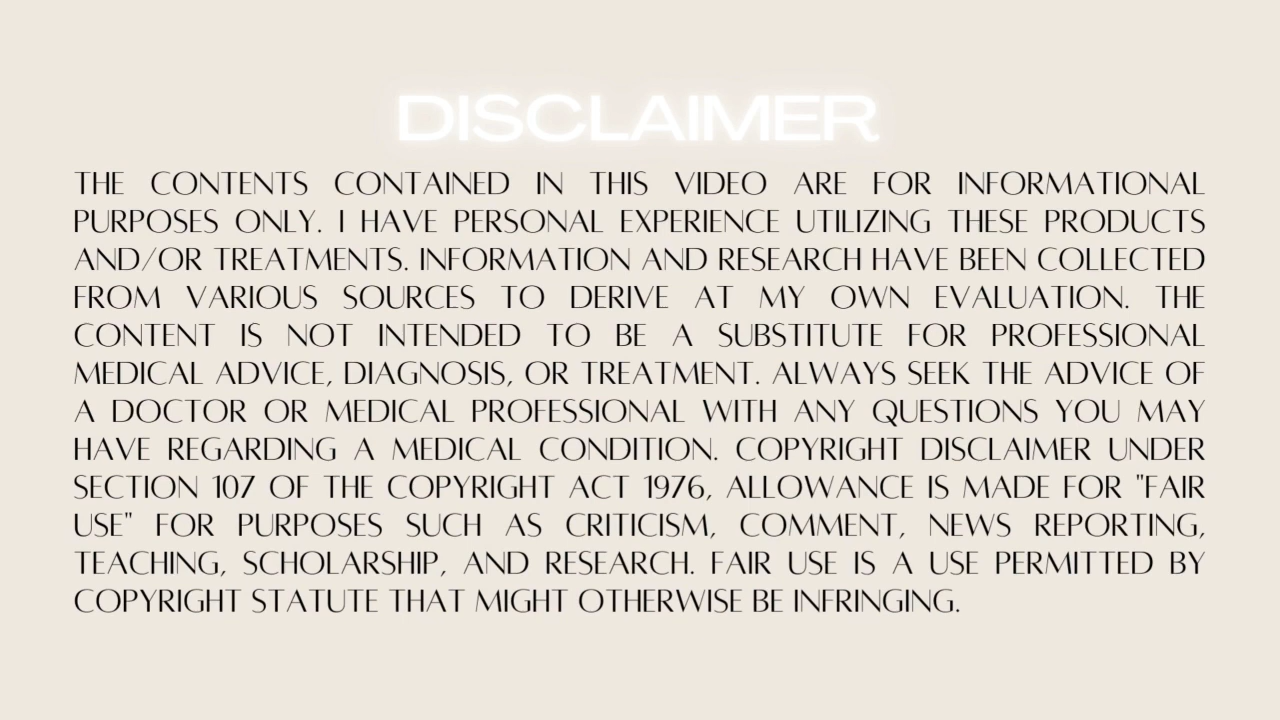 DISCLAIMER
THE CONTENTS CONTAINED IN THIS VIDEO ARE FOR INFORMATIONAL
PURPOSES ONLY. I HAVE PERSONAL EXPERIENCE UTILIZING THESE PRODUCTS
AND/OR TREATMENTS. INFORMATION AND RESEARCH HAVE BEEN COLLECTED
FROM VARIOUS SOURCES TO DERIVE AT MY OWN EVALUATION. THE
CONTENT IS NOT INTENDED TO BE A SUBSTITUTE FOR PROFESSIONAL
MEDICAL ADVICE, DIAGNOSIS, OR TREATMENT. ALWAYS SEEK THE ADVICE OF
A DOCTOR OR MEDICAL PROFESSIONAL WITH ANY QUESTIONS YOU MAY
HAVE REGARDING A MEDICAL CONDITION. COPYRIGHT DISCLAIMER UNDER
SECTION 107 OF THE COPYRIGHT ACT 1976, ALLOWANCE IS MADE FOR "FAIR
USE" FOR PURPOSES SUCH AS CRITICISM, COMMENT, NEWS REPORTING,
TEACHING, SCHOLARSHIP, AND RESEARCH. FAIR USE IS A USE PERMITTED BY
COPYRIGHT STATUTE THAT MIGHT OTHERWISE BE INFRINGING.